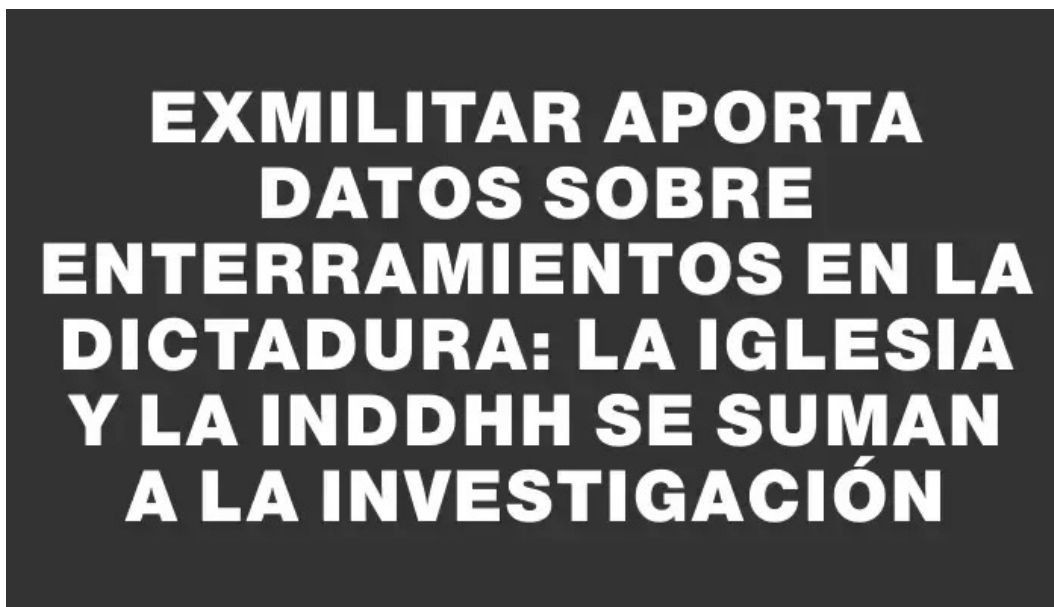 EXMILITAR APORTA
DATOS SOBRE
ENTERRAMIENTOS EN LA
DICTADURA: LA IGLESIA
Y LA INDDHH SE SUMAN
A LA INVESTIGACIÓN